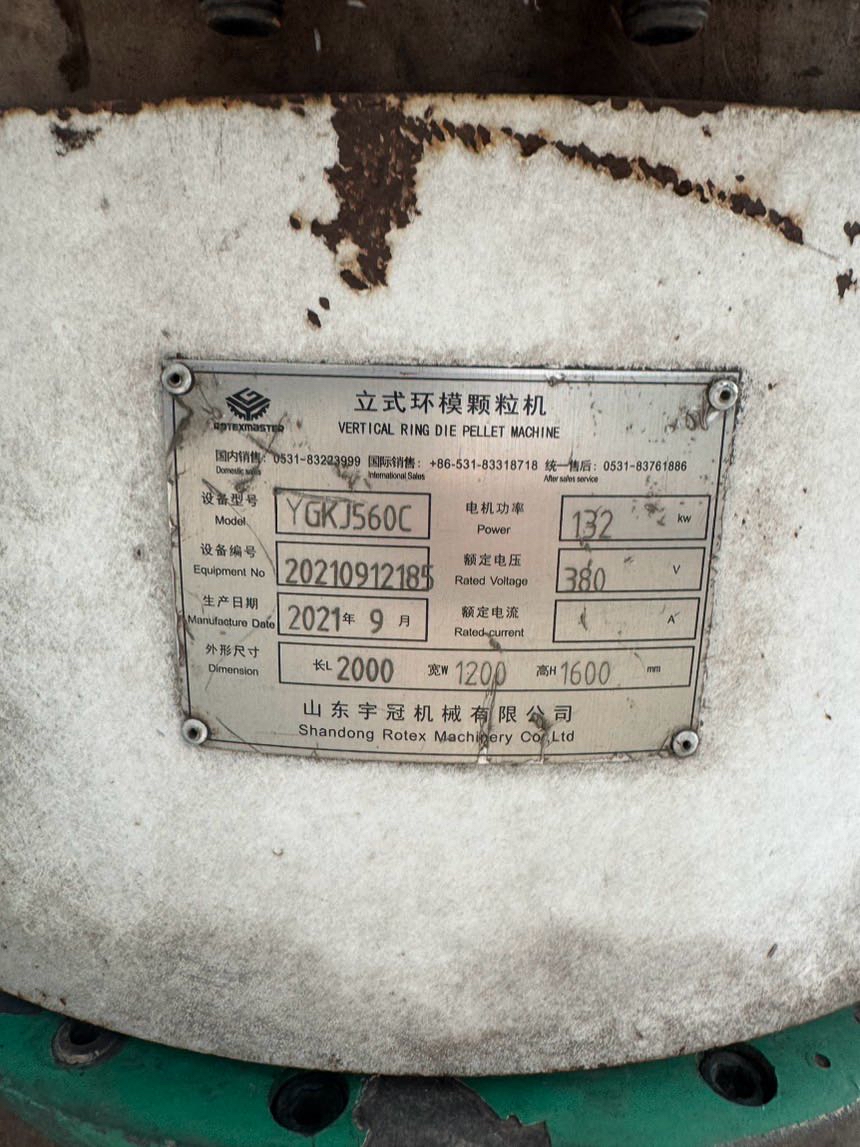 ROTEXMASTER
立式环模颗粒机
VERTICAL RING DIE PELLET MACHINE
国内销售: 0531-83223999 国际销售: +86-531-83318718 统一售后: 0531-83761886
Domestic sales International Sales After sales service
设备型号 YGKJ560C 电机功率 132 kw
Model Power
设备编号 20210912185 额定电压 380 V
Equipment No Rated Voltage
生产日期 2021年 9 月 额定电流 A
Manufacture Date Rated current
外形尺寸 长L 2000 宽W 1200 高H 1600 mm
Dimension
山东宇冠机械有限公司
Shandong Rotex Machinery Co.,Ltd